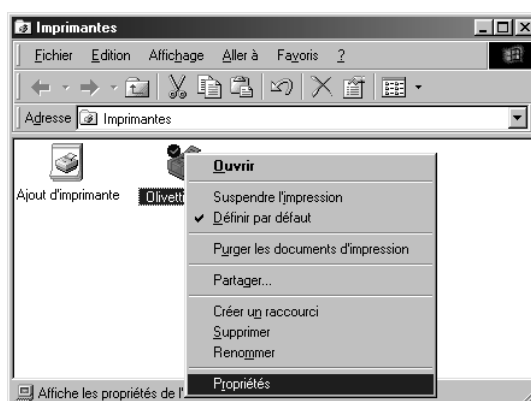 Imprimantes
Fichier Edition Affichage Aller à Favoris ?
Adresse Imprimantes
Ajout d'imprimante
Ouvrir
Suspendre l'impression
Définir par défaut
Purger les documents d'impression
Partager...
Créer un raccourci
Supprimer
Renommer
Propriétés
Affiche les propriétés de